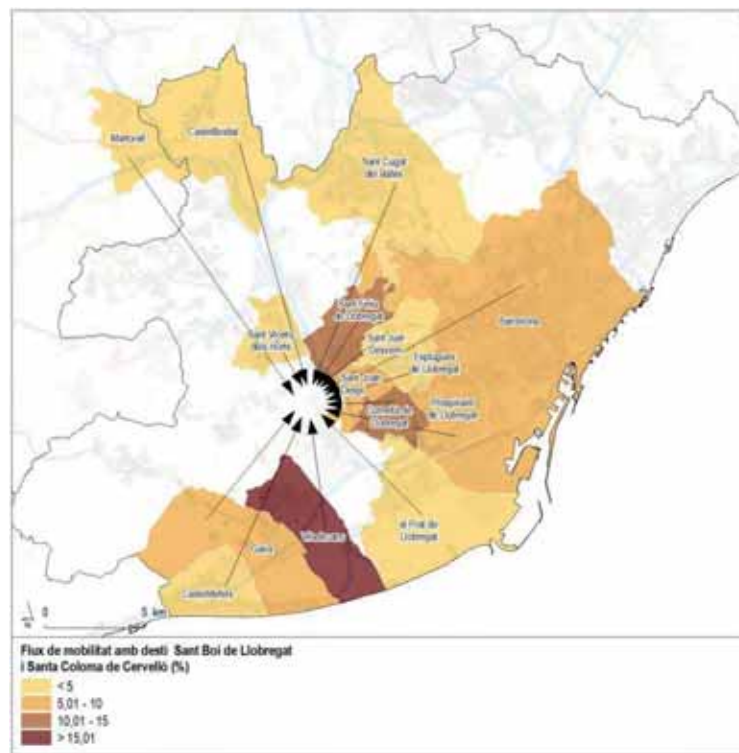 Martorell
Castellbisbal
Sant Cugat
del Vallès
Sant Feliu
de Llobregat
Barcelona
Sant Vicenç
dels Horts
Sant Just
Desvern
Esplugues
de Llobregat
Sant Joan
Despí
Cornellà de
Llobregat
l'Hospitalet
de Llobregat
el Prat de
Llobregat
Viladecans
Gavà
Castelldefels
0 5 km
Flux de mobilitat amb destí Sant Boi de Llobregat
i Santa Coloma de Cervelló (%)
< 5
5,01 - 10
10,01 - 15
> 15,01